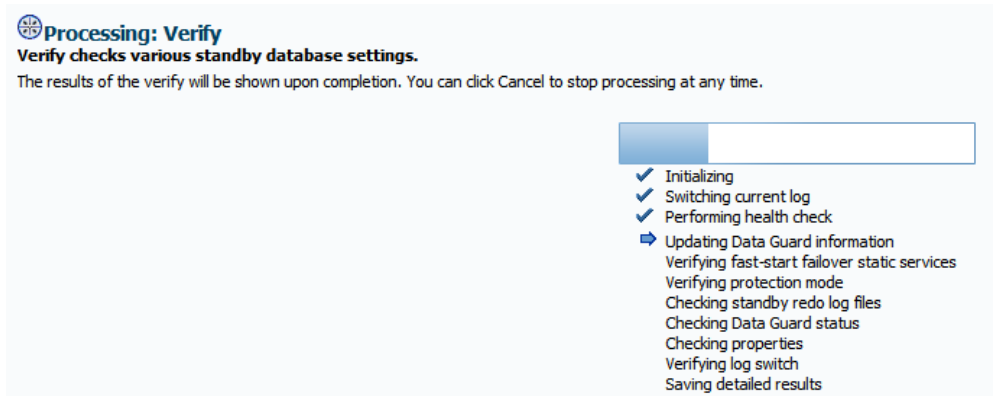 Processing: Verify
Verify checks various standby database settings.
The results of the verify will be shown upon completion. You can click Cancel to stop processing at any time.
Initializing
Switching current log
Performing health check
Updating Data Guard information
Verifying fast-start failover static services
Verifying protection mode
Checking standby redo log files
Checking Data Guard status
Checking properties
Verifying log switch
Saving detailed results